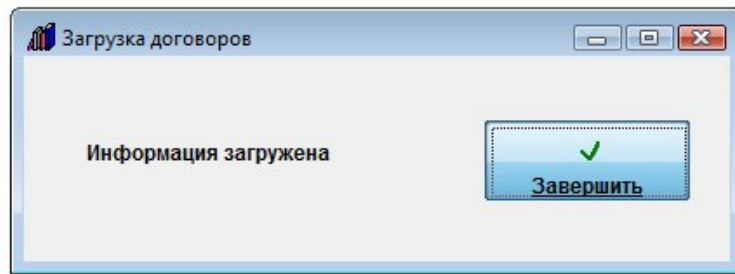 Загрузка договоров
Информация загружена
Завершить